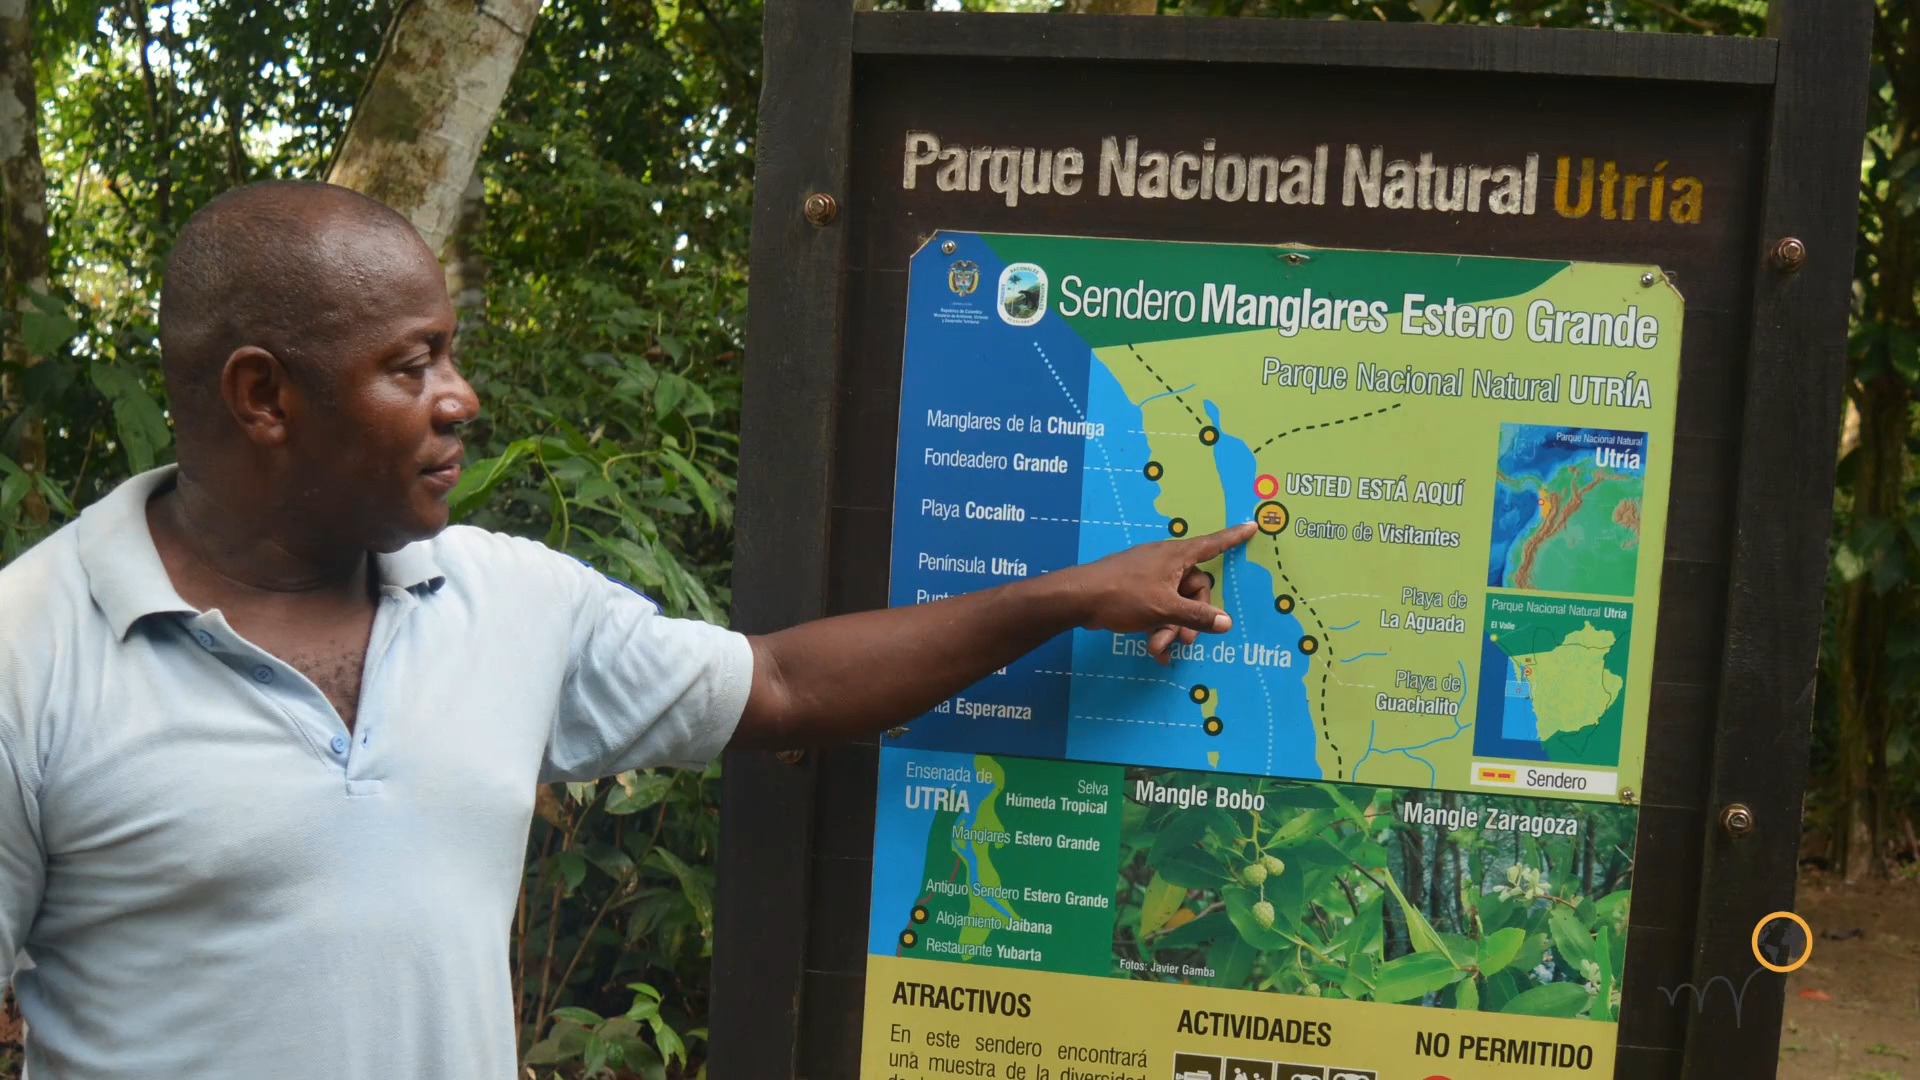 Parque Nacional Natural Utría
Sendero Manglares Estero Grande
Parque Nacional Natural UTRÍA
Manglares de la Chunga
Fondeadero Grande
Playa Cocalito
Península Utría
Esperanza
Ensenada de Utría
USTED ESTÁ AQUÍ
Centro de Visitantes
Playa de
La Aguada
Playa de
Guachalito
Parque Nacional Natural
Utría
Parque Nacional Natural Utría
El Valle
Sendero
Ensenada de
UTRÍA
Selva
Húmeda Tropical
Manglares Estero Grande
Antiguo Sendero Estero Grande
Alojamiento Jaibana
Restaurante Yubarta
Mangle Bobo
Mangle Zaragoza
Fotos: Javier Gamba
ATRACTIVOS
En este sendero encontrará
una muestra de la diversidad
ACTIVIDADES
NO PERMITIDO